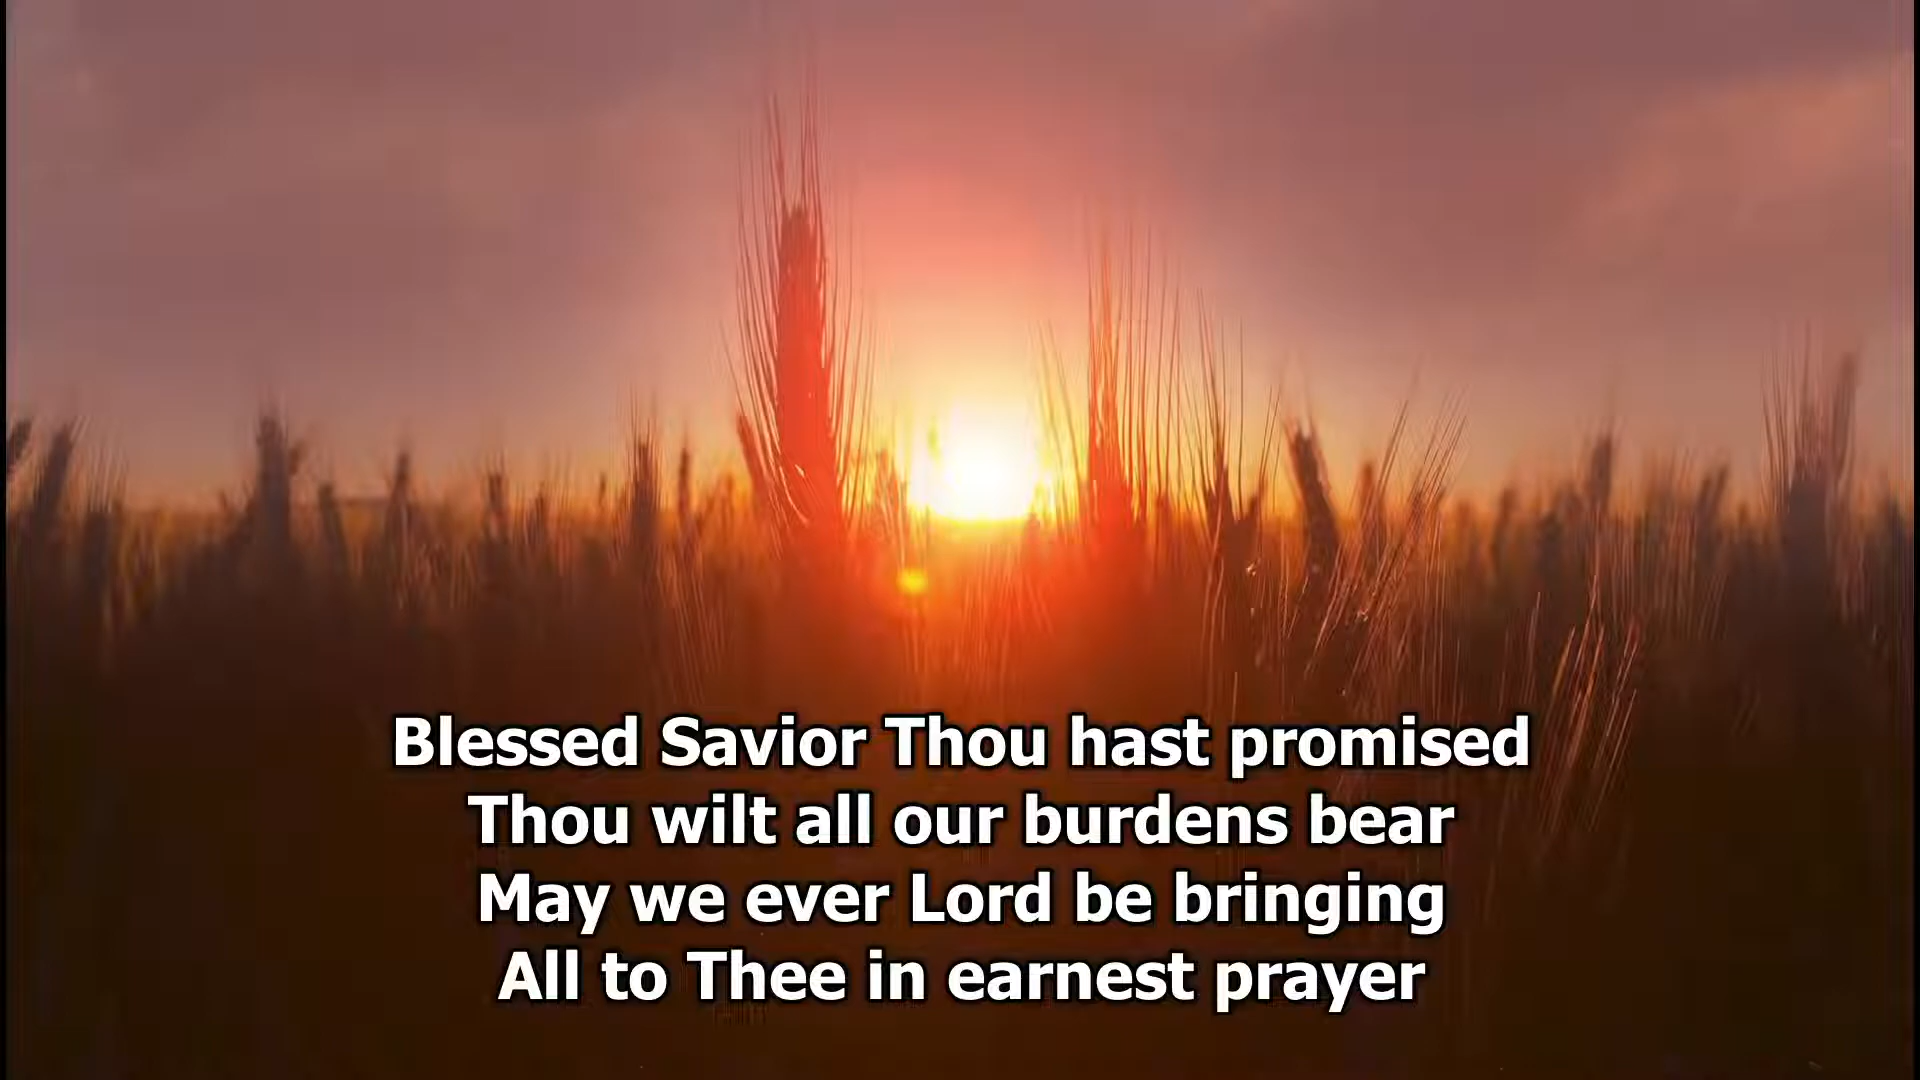 Blessed Savior Thou hast promised
Thou wilt all our burdens bear
May we ever Lord be bringing
All to Thee in earnest prayer